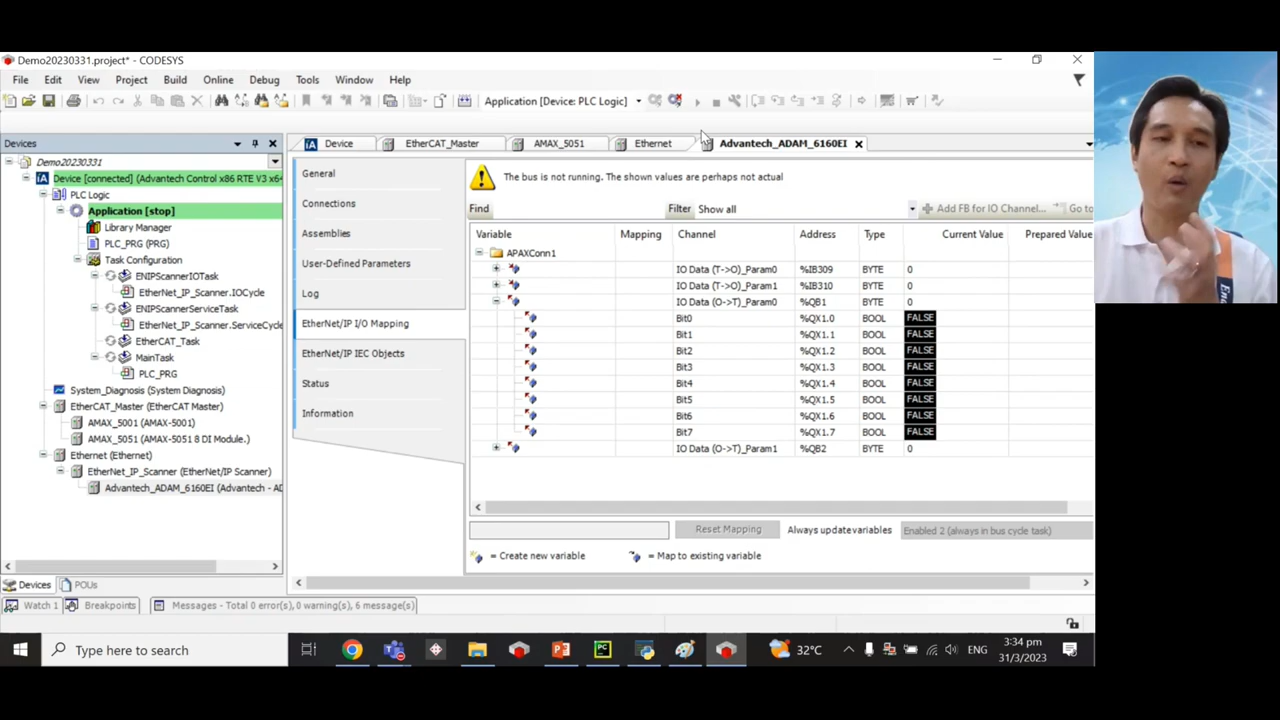 Demo20230331.project* - CODESYS
File Edit View Project Build Online Debug Tools Window Help
Application [Device: PLC Logic]
Devices
Demo20230331
Device [connected] (Advantech Control x86 RTE V3 x64
PLC Logic
Application [stop]
Library Manager
PLC_PRG (PRG)
Task Configuration
ENIPScannerIOTask
EtherNet_IP_Scanner.IOCycle
ENIPScannerServiceTask
EtherNet_IP_Scanner.ServiceCycle
EtherCAT_Task
MainTask
PLC_PRG
System_Diagnosis (System Diagnosis)
EtherCAT_Master (EtherCAT Master)
AMAX_5001 (AMAX-5001)
AMAX_5051 (AMAX-5051 8 DI Module.)
Ethernet (Ethernet)
EtherNet_IP_Scanner (EtherNet/IP Scanner)
Advantech_ADAM_6160EI (Advantech - AD
Devices POUs
Device EtherCAT_Master AMAX_5051 Ethernet Advantech_ADAM_6160EI
General
Connections
Assemblies
User-Defined Parameters
Log
EtherNet/IP I/O Mapping
EtherNet/IP IEC Objects
Status
Information
The bus is not running. The shown values are perhaps not actual
Find Filter Show all Add FB for IO Channel... Go to
Variable Mapping Channel Address Type Current Value Prepared Value
APAXConn1
IO Data (T->O)_Param0 %IB309 BYTE 0
IO Data (T->O)_Param1 %IB310 BYTE 0
IO Data (O->T)_Param0 %QB1 BYTE 0
Bit0 %QX1.0 BOOL FALSE
Bit1 %QX1.1 BOOL FALSE
Bit2 %QX1.2 BOOL FALSE
Bit3 %QX1.3 BOOL FALSE
Bit4 %QX1.4 BOOL FALSE
Bit5 %QX1.5 BOOL FALSE
Bit6 %QX1.6 BOOL FALSE
Bit7 %QX1.7 BOOL FALSE
IO Data (O->T)_Param1 %QB2 BYTE 0
Reset Mapping Always update variables Enabled 2 (always in bus cycle task)
= Create new variable = Map to existing variable
Watch 1 Breakpoints Messages - Total 0 error(s), 0 warning(s), 6 message(s)
Type here to search
32°C ENG
3:34 pm
31/3/2023